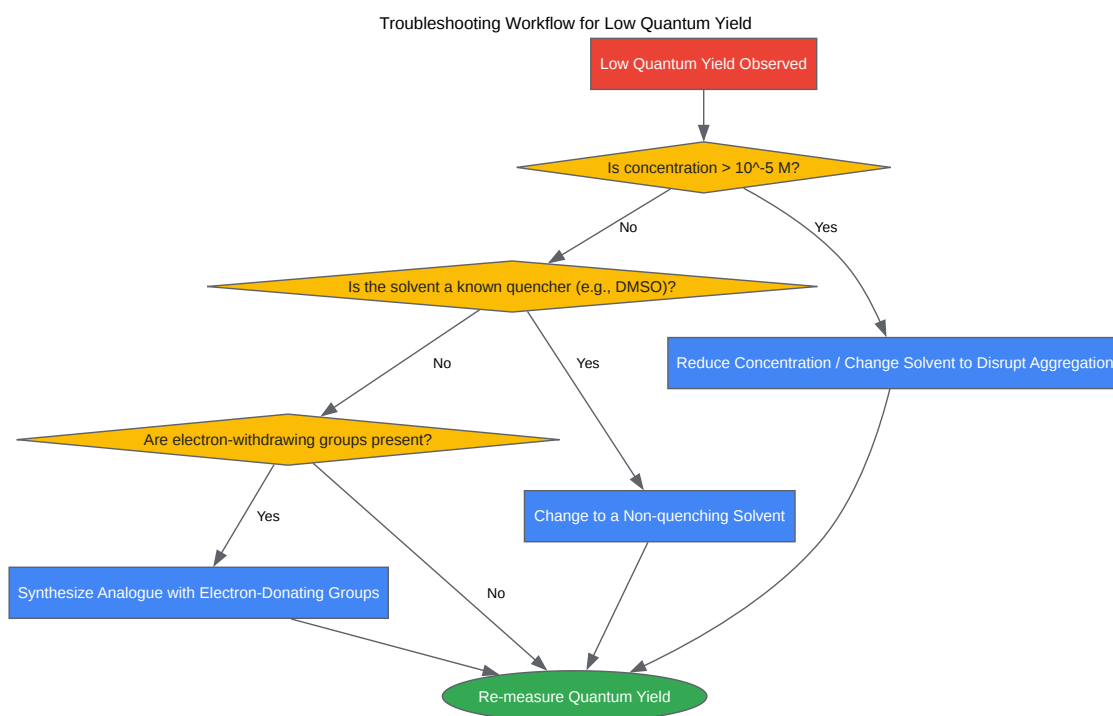 Troubleshooting Workflow for Low Quantum Yield
Low Quantum Yield Observed
Is concentration > 10^-5 M?
No
Yes
Is the solvent a known quencher (e.g., DMSO)?
No
Yes
Reduce Concentration / Change Solvent to Disrupt Aggregation
Are electron-withdrawing groups present?
Yes
Change to a Non-quenching Solvent
No
Synthesize Analogue with Electron-Donating Groups
Re-measure Quantum Yield